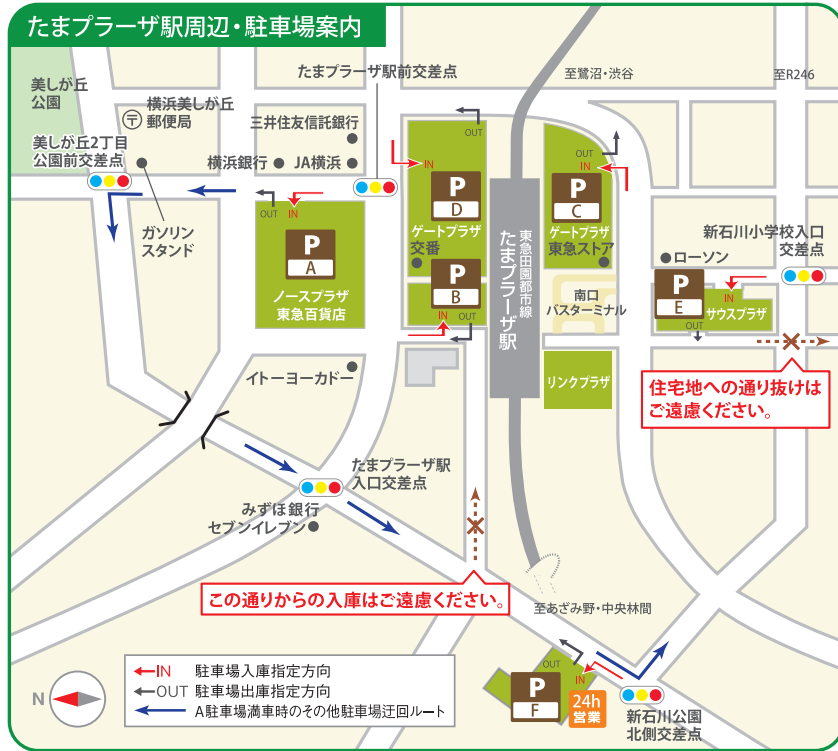 たまプラーザ駅周辺・駐車場案内
たまプラーザ駅前交差点
至鷺沼・渋谷
至R246
美しが丘
公園
横浜美しが丘
郵便局
三井住友信託銀行
美しが丘2丁目
公園前交差点
横浜銀行
JA横浜
ガソリン
スタンド
OUT
IN
P
A
ノースプラザ
東急百貨店
OUT
IN
P
D
ゲートプラザ
交番
P
B
IN
OUT
東急田園都市線
たまプラーザ駅
OUT
IN
P
C
ゲートプラザ
東急ストア
南口
バスターミナル
リンクプラザ
新石川小学校入口
交差点
ローソン
P
E
IN
サウスプラザ
OUT
住宅地への通り抜けは
ご遠慮ください。
イトーヨーカドー
たまプラーザ駅
入口交差点
みずほ銀行
セブンイレブン
この通りからの入庫はご遠慮ください。
至あざみ野・中央林間
OUT
IN
P
F
24h
営業
新石川公園
北側交差点
N
IN 駐車場入庫指定方向
OUT 駐車場出庫指定方向
A駐車場満車時のその他駐車場迂回ルート